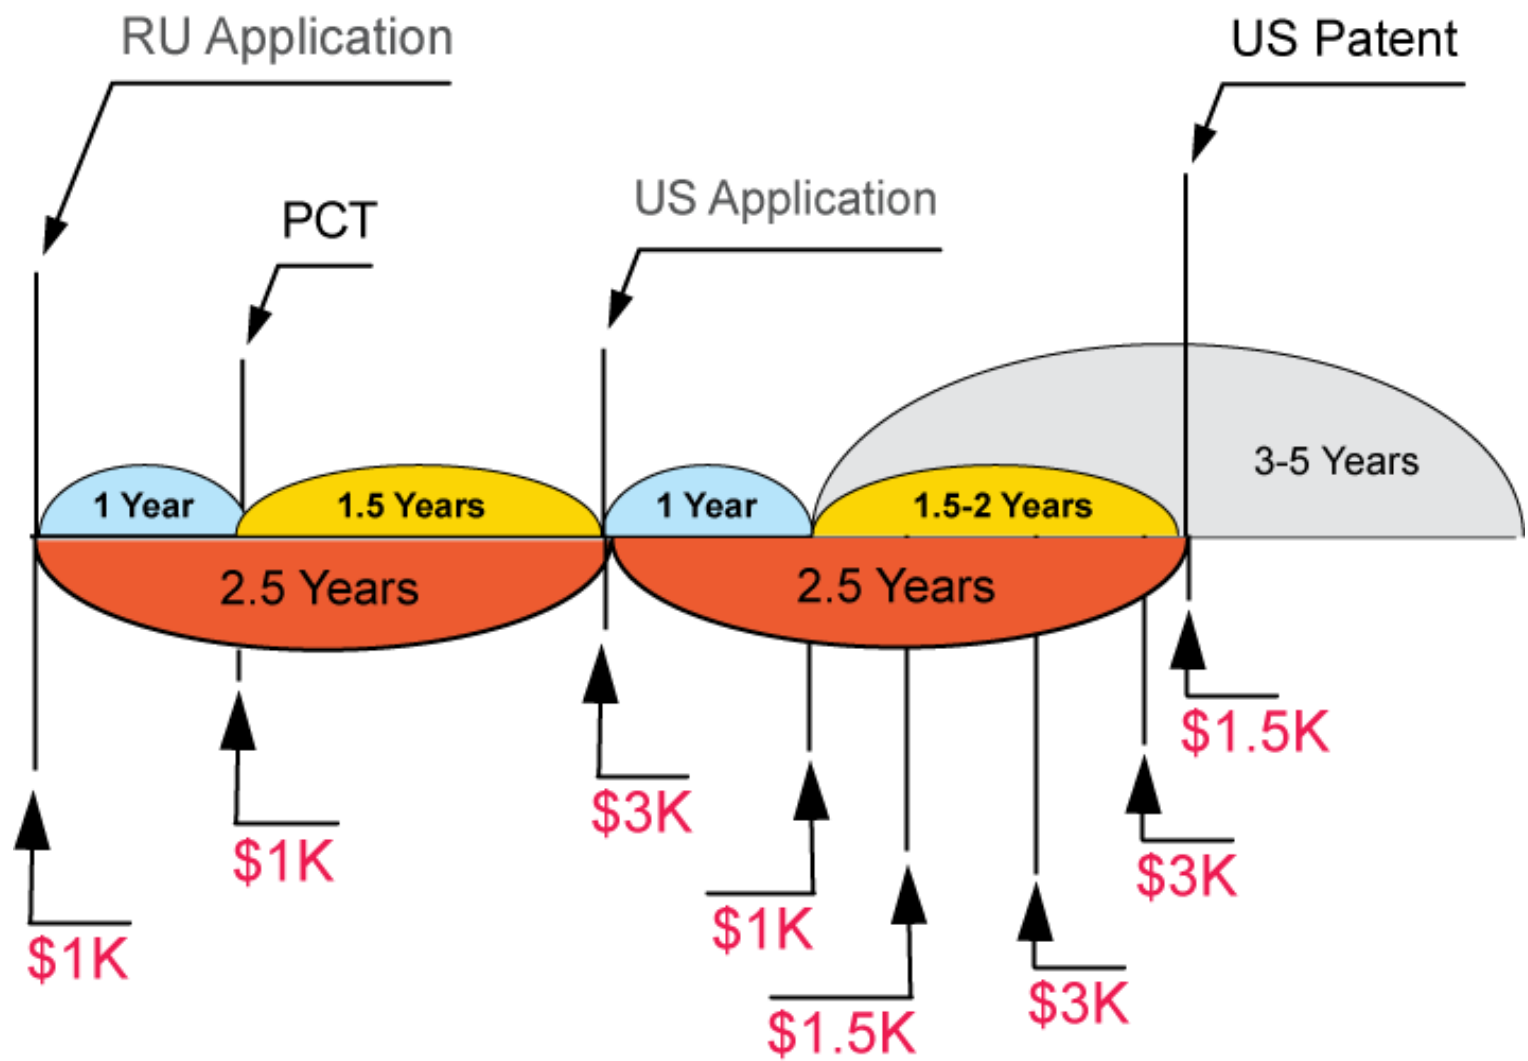 RU Application
US Patent
PCT
US Application
3-5 Years
1 Year
1.5 Years
1 Year
1.5-2 Years
2.5 Years
2.5 Years
$1.5K
$3K
$1K
$3K
$1K
$1K
$3K
$1.5K